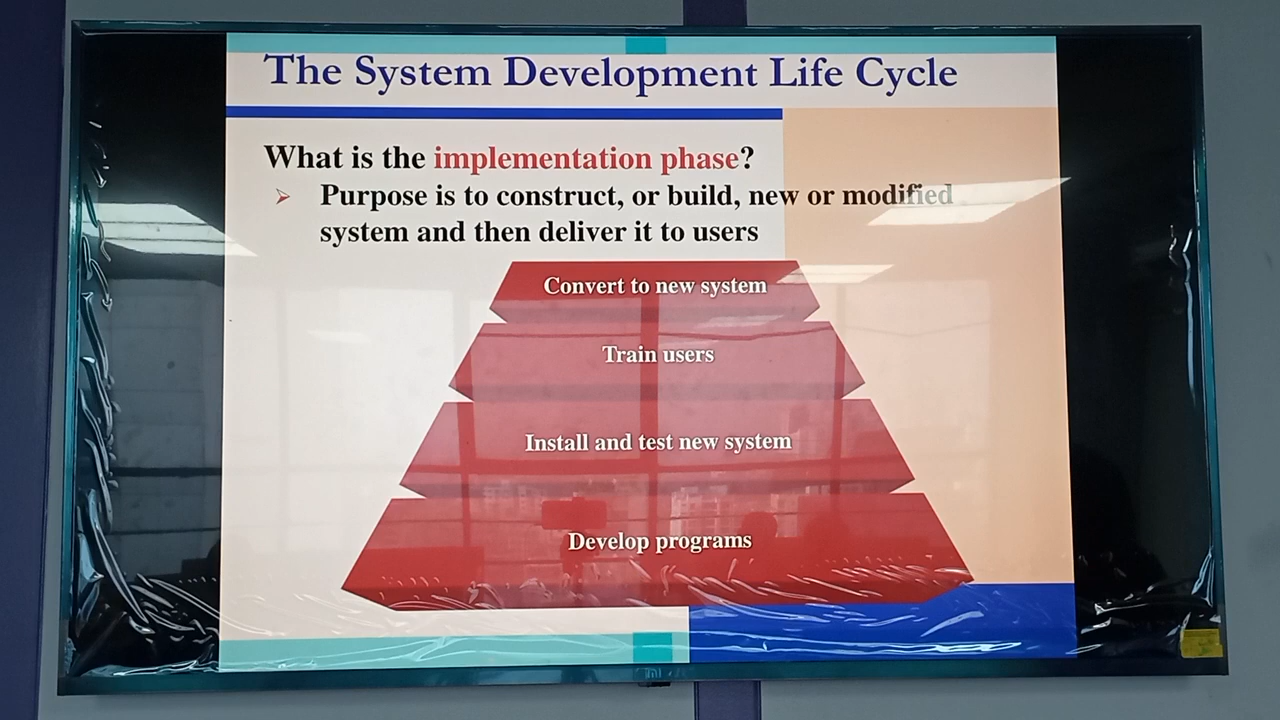 The System Development Life Cycle
What is the implementation phase?
Purpose is to construct, or build, new or modified
system and then deliver it to users
Convert to new system
Train users
Install and test new system
Develop programs